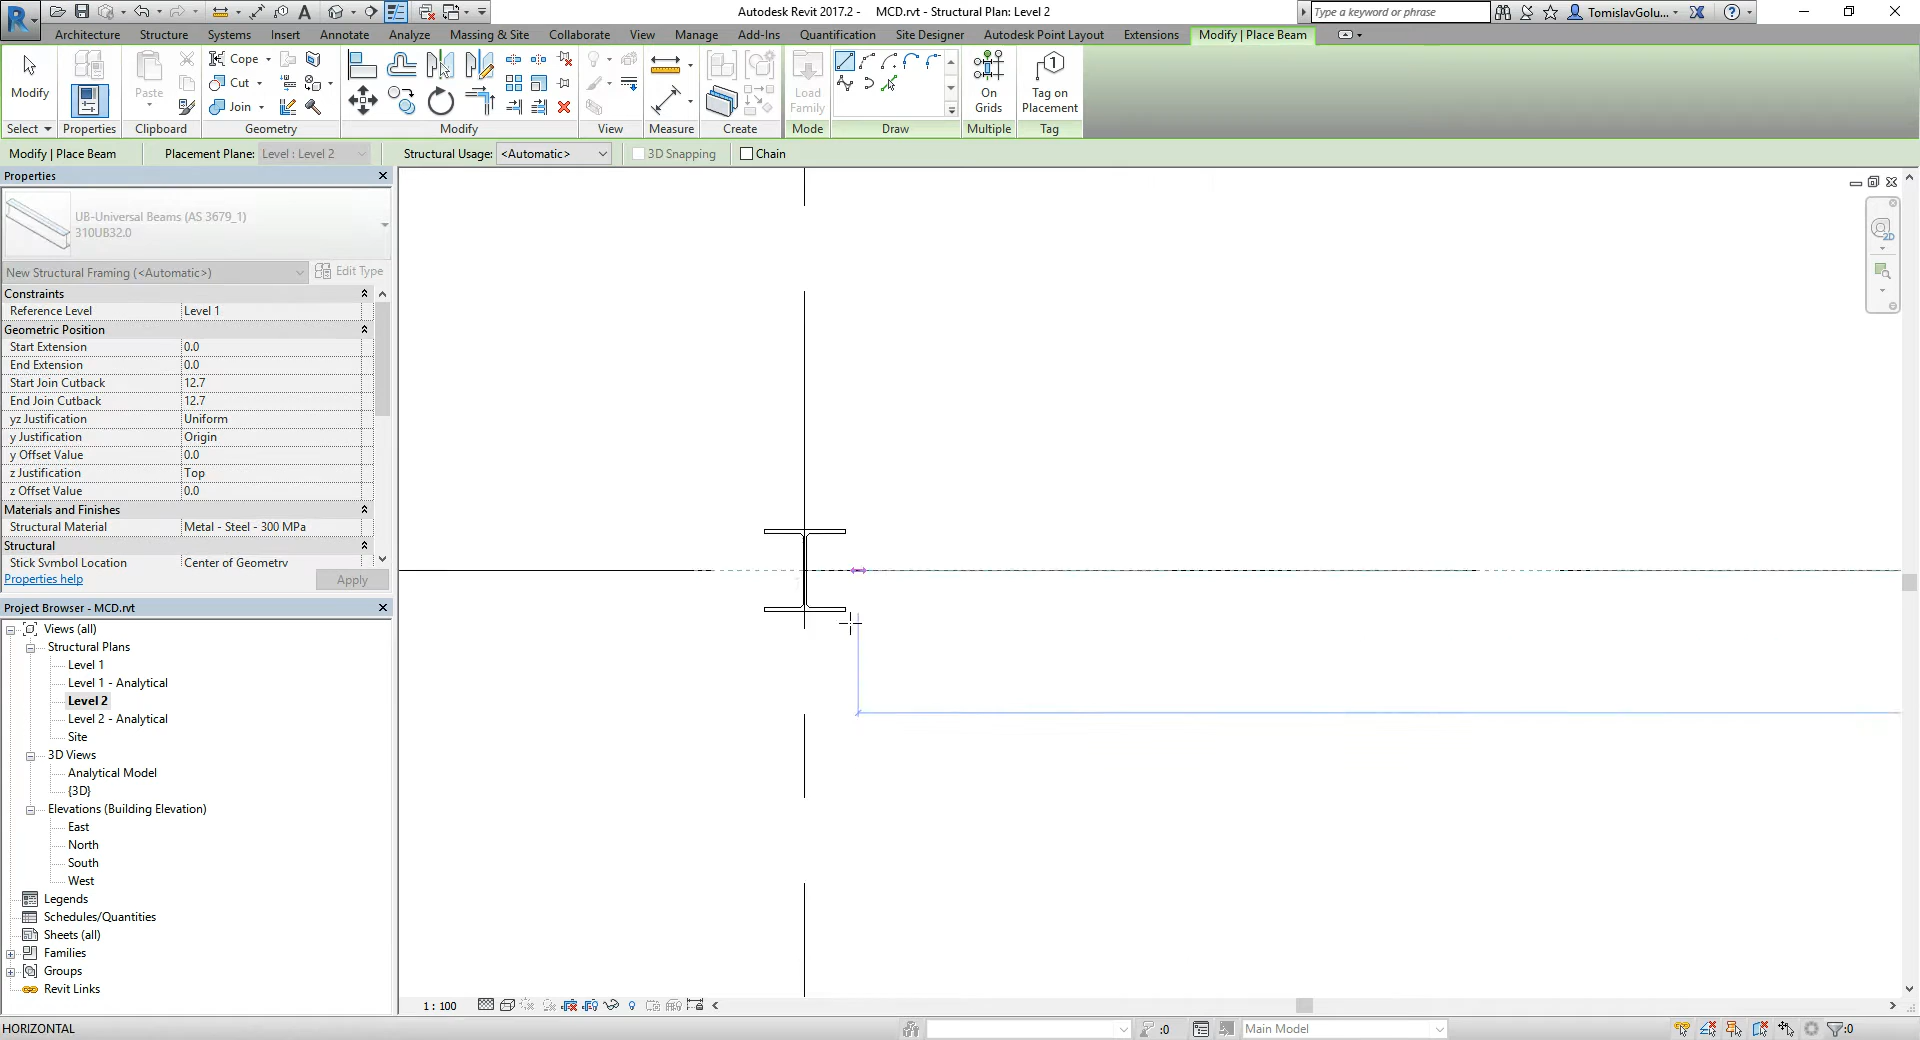 Autodesk Revit 2017.2 - MCD.rvt - Structural Plan: Level 2
Type a keyword or phrase
TomislavGolu...
Architecture Structure Systems Insert Annotate Analyze Massing & Site Collaborate View Manage Add-Ins Quantification Site Designer Autodesk Point Layout Extensions Modify | Place Beam
Modify
Paste
Cope
Cut
Join
Load Family
On Grids
Tag on Placement
Select Properties Clipboard Geometry Modify View Measure Create Mode Draw Multiple Tag
Modify | Place Beam Placement Plane: Level : Level 2 Structural Usage: <Automatic> 3D Snapping Chain
Properties
UB-Universal Beams (AS 3679_1)
310UB32.0
New Structural Framing (<Automatic>) Edit Type
Constraints
Reference Level Level 1
Geometric Position
Start Extension 0.0
End Extension 0.0
Start Join Cutback 12.7
End Join Cutback 12.7
yz Justification Uniform
y Justification Origin
y Offset Value 0.0
z Justification Top
z Offset Value 0.0
Materials and Finishes
Structural Material Metal - Steel - 300 MPa
Structural
Stick Symbol Location Center of Geometry
Properties help Apply
Project Browser - MCD.rvt
Views (all)
Structural Plans
Level 1
Level 1 - Analytical
Level 2
Level 2 - Analytical
Site
3D Views
Analytical Model
{3D}
Elevations (Building Elevation)
East
North
South
West
Legends
Schedules/Quantities
Sheets (all)
Families
Groups
Revit Links
2D
1 : 100
HORIZONTAL
:0
Main Model
:0